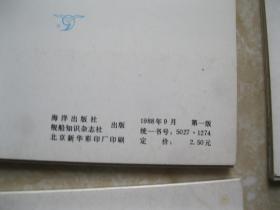 海洋出版社
舰船知识杂志社 出版
北京新华彩印厂印刷
1988年9月 第一版
统一书号：5027·1274
定 价： 2.50元